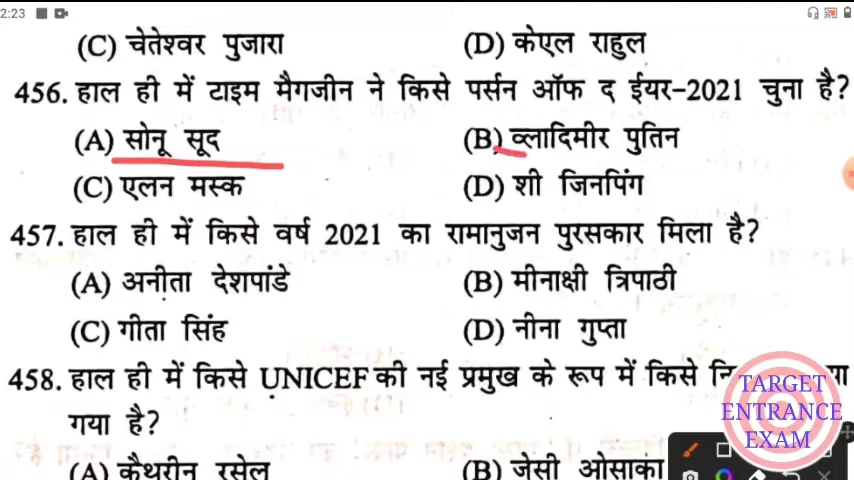 2:23
(C) चेतेश्वर पुजारा (D) केएल राहुल
456. हाल ही में टाइम मैगजीन ने किसे पर्सन ऑफ द ईयर-2021 चुना है?
(A) सोनू सूद (B) व्लादिमीर पुतिन
(C) एलन मस्क (D) शी जिनपिंग
457. हाल ही में किसे वर्ष 2021 का रामानुजन पुरसकार मिला है?
(A) अनीता देशपांडे (B) मीनाक्षी त्रिपाठी
(C) गीता सिंह (D) नीना गुप्ता
458. हाल ही में किसे UNICEF की नई प्रमुख के रूप में किसे
गया है?
(A) कैथरीन रसेल (B) जेसी ओसाका
TARGET
ENTRANCE
EXAM